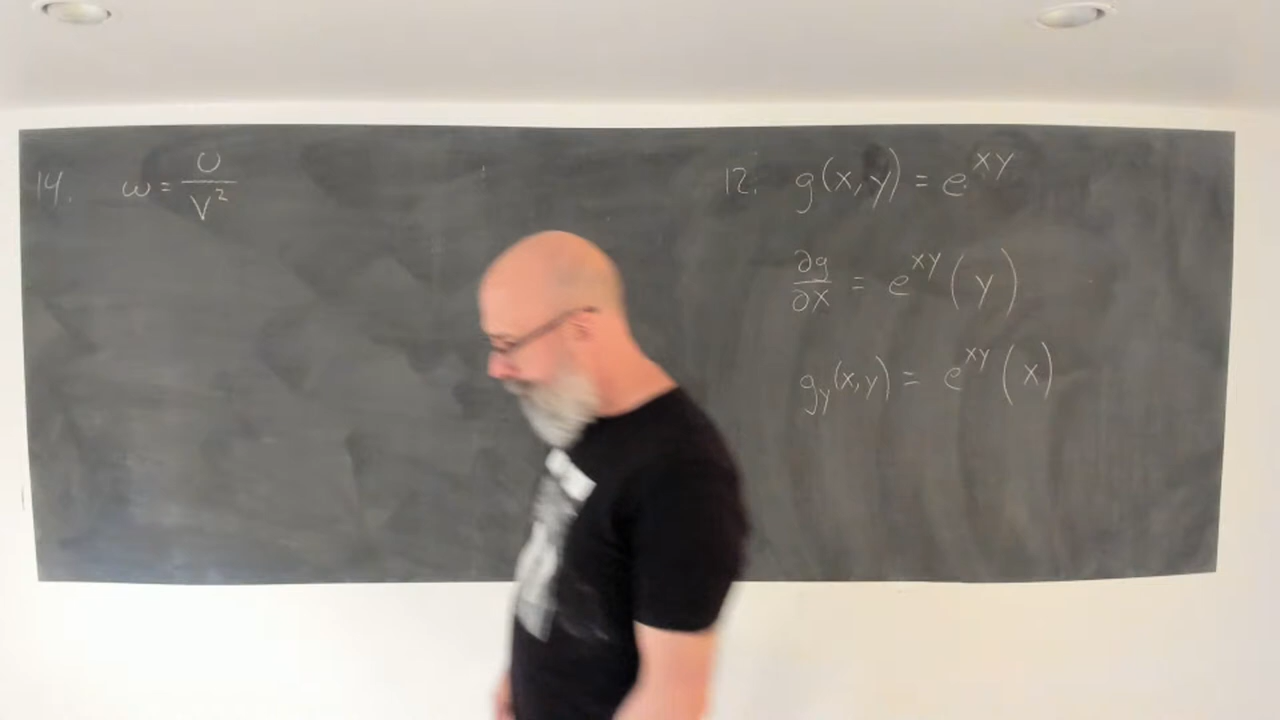 14. ω = U/V²
12. g(x,y) = e^{xy}
∂g/∂x = e^{xy}(y)
g_y(x,y) = e^{xy}(x)